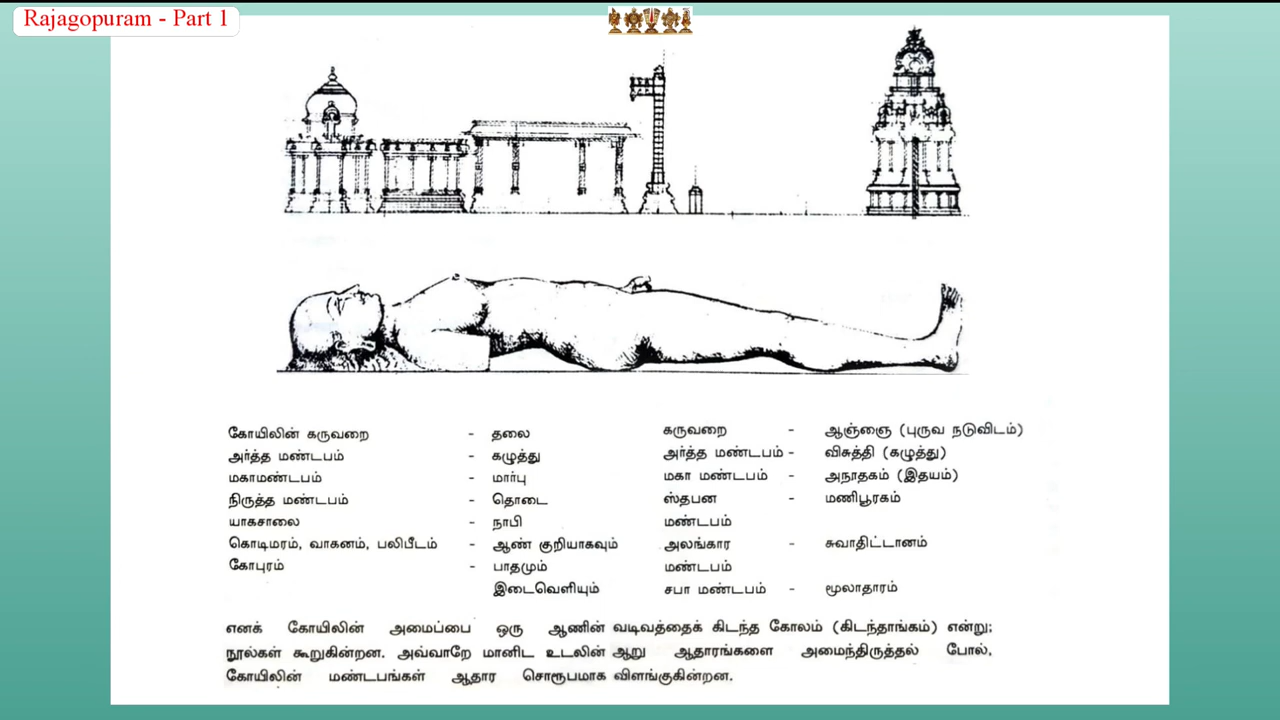 Rajagopuram - Part 1
கோயிலின் கருவறை - தலை
அர்த்த மண்டபம் - கழுத்து
மகாமண்டபம் - மார்பு
நிருத்த மண்டபம் - தொடை
யாகசாலை - நாபி
கொடிமரம், வாகனம், பலிபீடம் - ஆண் குறியாகவும்
கோபுரம் - பாதமும்
இடைவெளியும்
கருவறை - ஆஞ்ஞை (புருவ நடுவிடம்)
அர்த்த மண்டபம் - விசுத்தி (கழுத்து)
மகா மண்டபம் - அநாதகம் (இதயம்)
ஸ்தபன - மணிபூரகம்
மண்டபம்
அலங்கார - சுவாதிட்டானம்
மண்டபம்
சபா மண்டபம் - மூலாதாரம்
எனக் கோயிலின் அமைப்பை ஒரு ஆணின் வடிவத்தைக் கிடந்த கோலம் (கிடந்தாங்கம்) என்று;
நூல்கள் கூறுகின்றன. அவ்வாறே மானிட உடலின் ஆறு ஆதாரங்களை அமைந்திருத்தல் போல்,
கோயிலின் மண்டபங்கள் ஆதார சொரூபமாக விளங்குகின்றன.